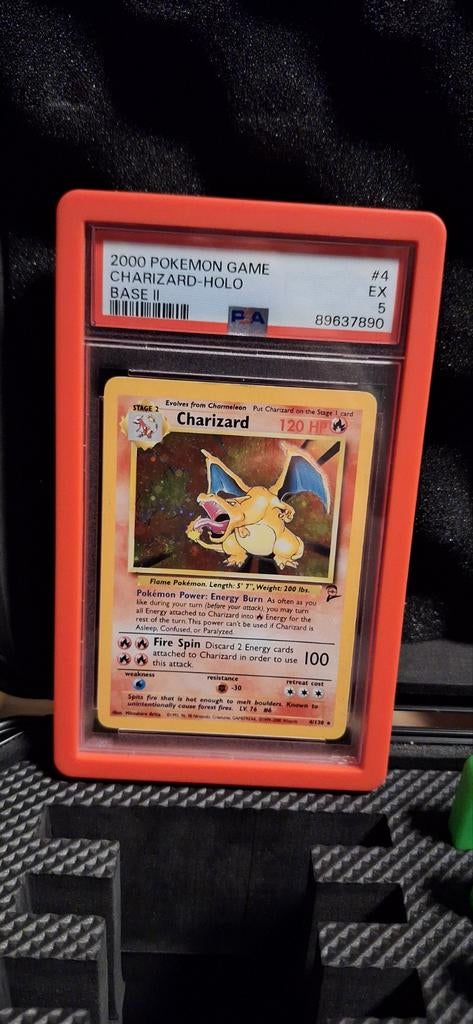 2000 POKEMON GAME #4
CHARIZARD-HOLO EX
BASE II 5
PSA 89637890
STAGE 2 Evolves from Charmeleon Put Charizard on the Stage 1 card
Charizard 120 HP
Flame Pokémon. Length: 5' 7", Weight: 200 lbs.
2
Pokémon Power: Energy Burn As often as you
like during your turn (before your attack), you may turn
all Energy attached to Charizard into Energy for the
rest of the turn. This power can't be used if Charizard is
Asleep, Confused, or Paralyzed.
Fire Spin Discard 2 Energy cards
attached to Charizard in order to use 100
this attack.
weakness resistance retreat cost
-30
Spits fire that is hot enough to melt boulders. Known to
unintentionally cause forest fires. LV. 76 #6
Illus. Mitsuhiro Arita 4/130